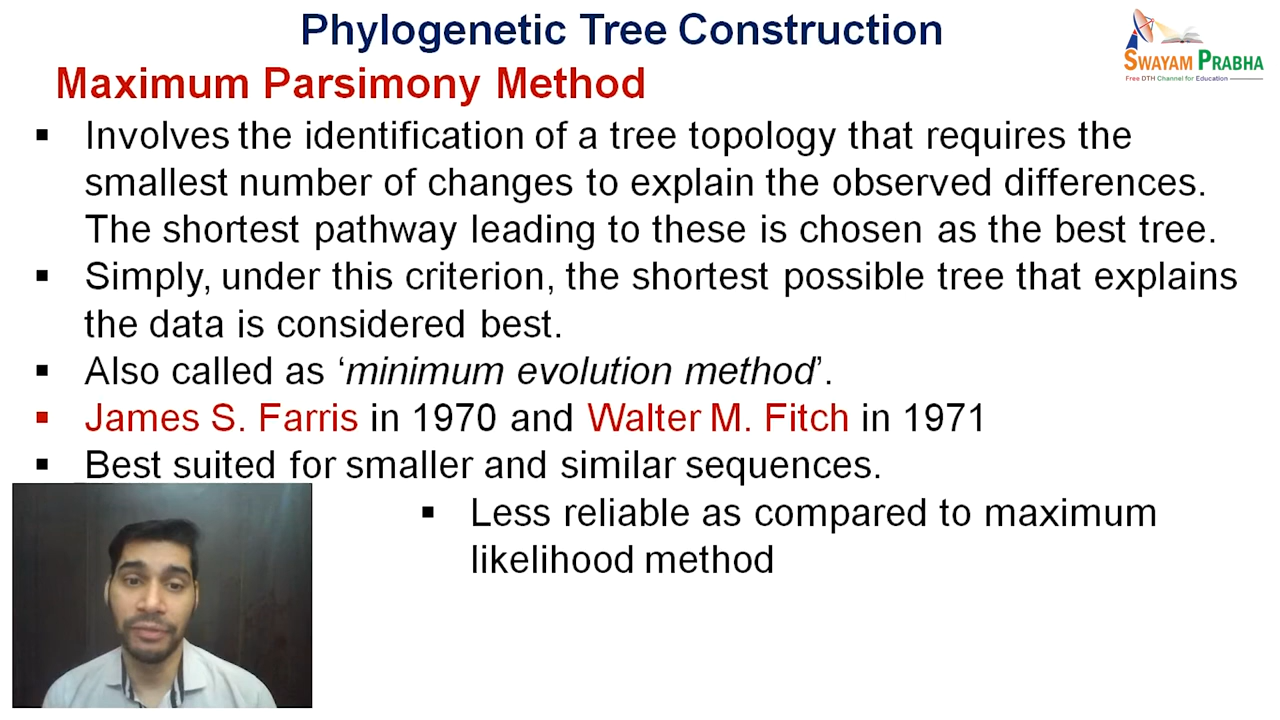 Phylogenetic Tree Construction
SWAYAM PRABHA
Free DTH Channel for Education
Maximum Parsimony Method
▪ Involves the identification of a tree topology that requires the
smallest number of changes to explain the observed differences.
The shortest pathway leading to these is chosen as the best tree.
▪ Simply, under this criterion, the shortest possible tree that explains
the data is considered best.
▪ Also called as ‘minimum evolution method’.
▪ James S. Farris in 1970 and Walter M. Fitch in 1971
▪ Best suited for smaller and similar sequences.
▪ Less reliable as compared to maximum
likelihood method